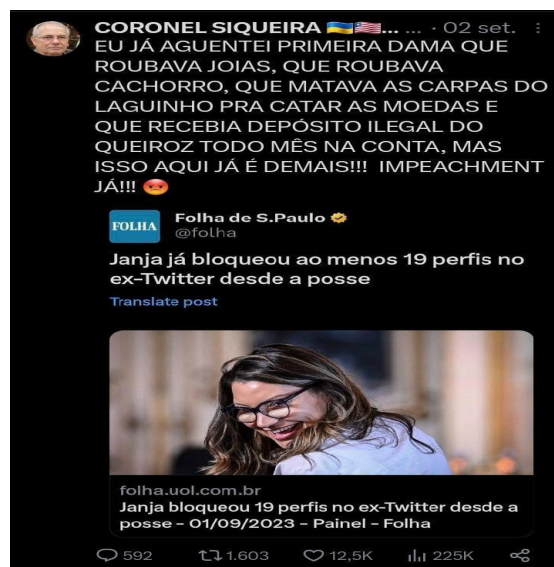 CORONEL SIQUEIRA 🇺🇦🇱🇷... ... · 02 set.
EU JÁ AGUENTEI PRIMEIRA DAMA QUE
ROUBAVA JOIAS, QUE ROUBAVA
CACHORRO, QUE MATAVA AS CARPAS DO
LAGUINHO PRA CATAR AS MOEDAS E
QUE RECEBIA DEPÓSITO ILEGAL DO
QUEIROZ TODO MÊS NA CONTA, MAS
ISSO AQUI JÁ É DEMAIS!!! IMPEACHMENT
JÁ!!! 😡
FOLHA
Folha de S.Paulo
@folha
Janja já bloqueou ao menos 19 perfis no
ex-Twitter desde a posse
Translate post
folha.uol.com.br
Janja bloqueou 19 perfis no ex-Twitter desde a
posse - 01/09/2023 - Painel - Folha
592 1.603 12,5K 225K